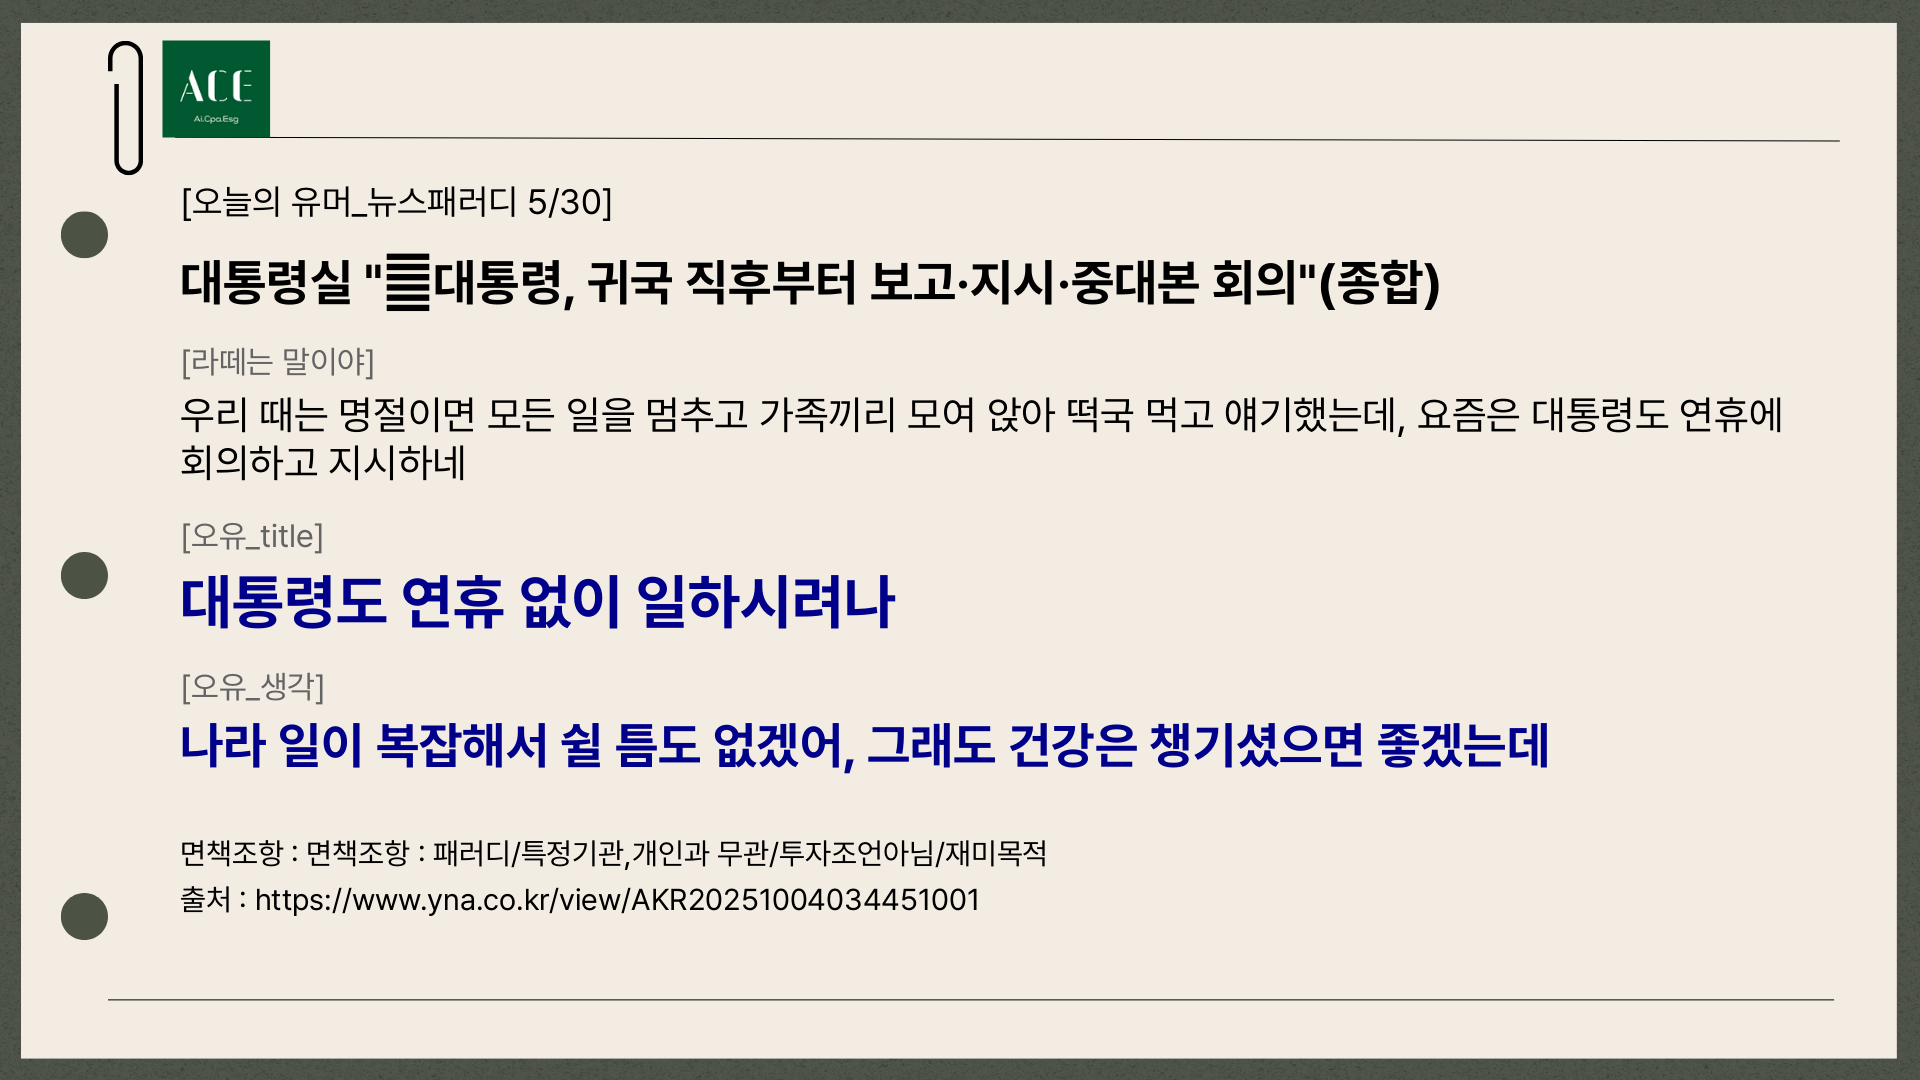 ACE
Ai.Cpa.Esg
[오늘의 유머_뉴스패러디 5/30]
대통령실 "䷀대통령, 귀국 직후부터 보고·지시·중대본 회의"(종합)
[라떼는 말이야]
우리 때는 명절이면 모든 일을 멈추고 가족끼리 모여 앉아 떡국 먹고 얘기했는데, 요즘은 대통령도 연휴에
회의하고 지시하네
[오유_title]
대통령도 연휴 없이 일하시려나
[오유_생각]
나라 일이 복잡해서 쉴 틈도 없겠어, 그래도 건강은 챙기셨으면 좋겠는데
면책조항 : 면책조항 : 패러디/특정기관,개인과 무관/투자조언아님/재미목적
출처 : https://www.yna.co.kr/view/AKR20251004034451001